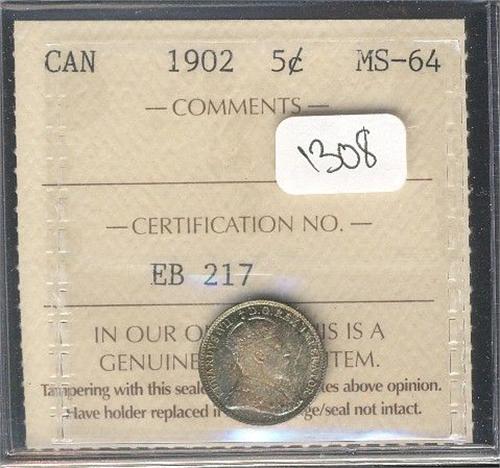 CAN 1902 5¢ MS-64
— COMMENTS —
1308
— CERTIFICATION NO. —
EB 217
IN OUR IS IS A
GENUINE ITEM.
Tampering with this above opinion.
Have holder replaced /seal not intact.